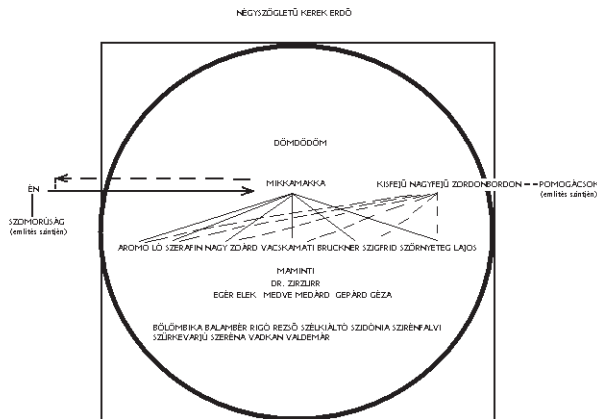 NÉGYSZÖGLETŰ KEREK ERDŐ
DÖMDÖDÖM
ÉN
MIKKAMAKKA
KISFEJŰ NAGYFEJŰ ZORDONBORDON
POMOGÁCSOK
(említés szintjén)
SZOMORÚSÁG
(említés szintjén)
AROMO LÓ SZERAFIN NAGY ZOÁRD VACSKAMATI BRUCKNER SZIGFRID SZÖRNYETEG LAJOS
MAMINTI
DR. ZIRZURR
EGÉR ELEK MEDVE MEDÁRD GEPÁRD GÉZA
BÖLÖMBIKA BALAMBÉR RIGÓ REZSŐ SZÉLKIÁLTÓ SZIDÓNIA SZIRÉNFALVI
SZÜRKEVARJÚ SZERÉNA VADKAN VALDEMÁR